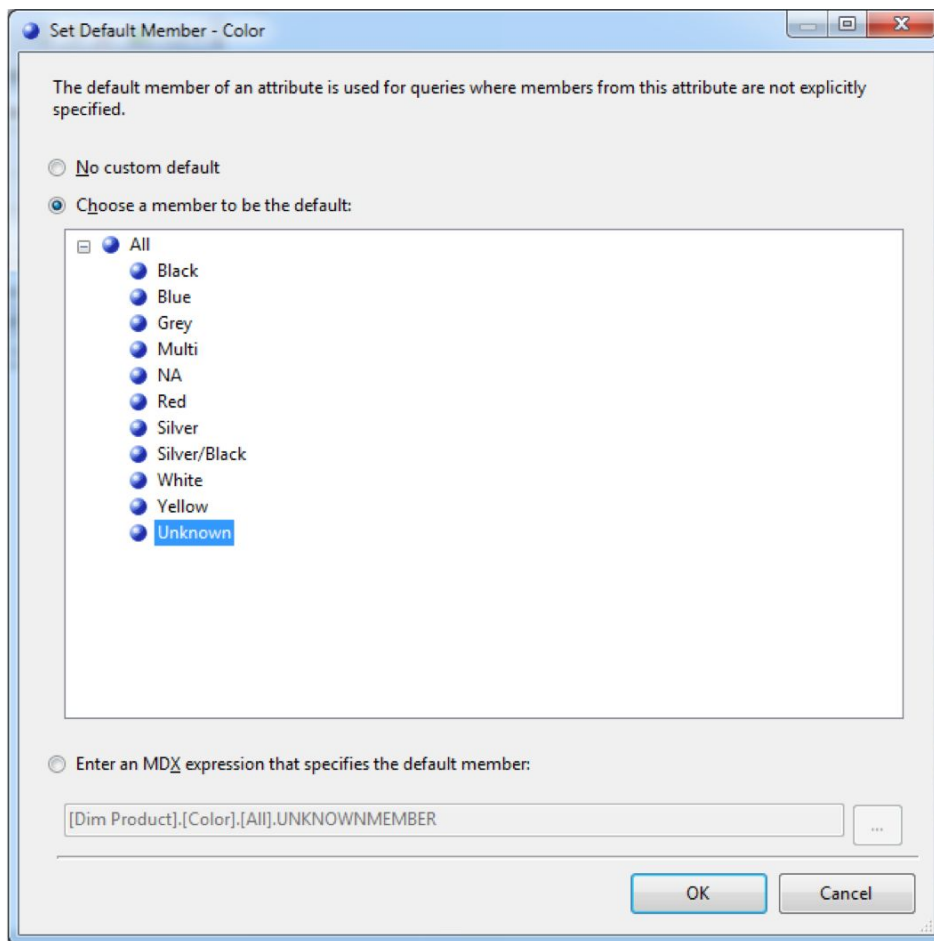 Set Default Member - Color
The default member of an attribute is used for queries where members from this attribute are not explicitly
specified.
No custom default
Choose a member to be the default:
All
Black
Blue
Grey
Multi
NA
Red
Silver
Silver/Black
White
Yellow
Unknown
Enter an MDX expression that specifies the default member:
[Dim Product].[Color].[All].UNKNOWNMEMBER
...
OK
Cancel